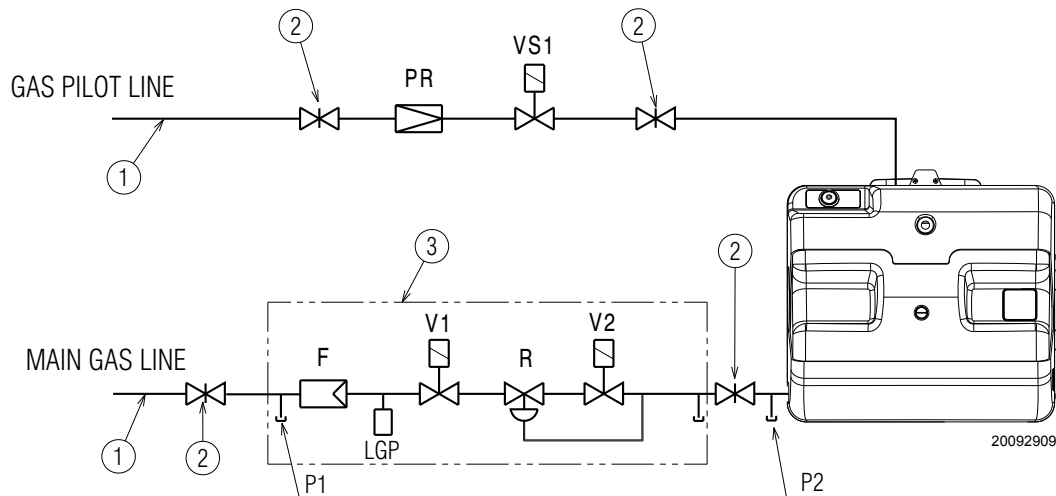 2
VS1
2
PR
GAS PILOT LINE
1
3
2
V1
V2
MAIN GAS LINE
F
R
LGP
1
2
P1
P2
20092909